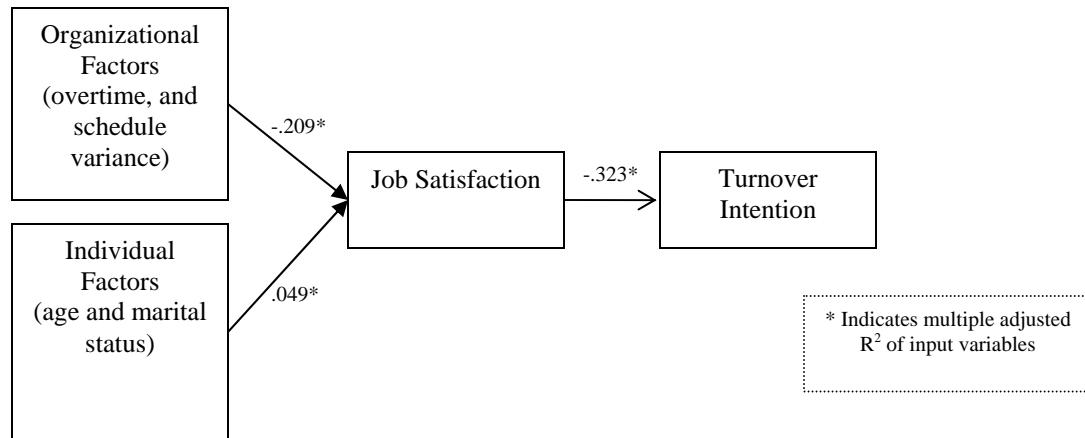 Organizational
Factors
(overtime, and
schedule
variance)
-.209*
Job Satisfaction
-.323*
Turnover
Intention
Individual
Factors
(age and marital
status)
.049*
* Indicates multiple adjusted
R² of input variables